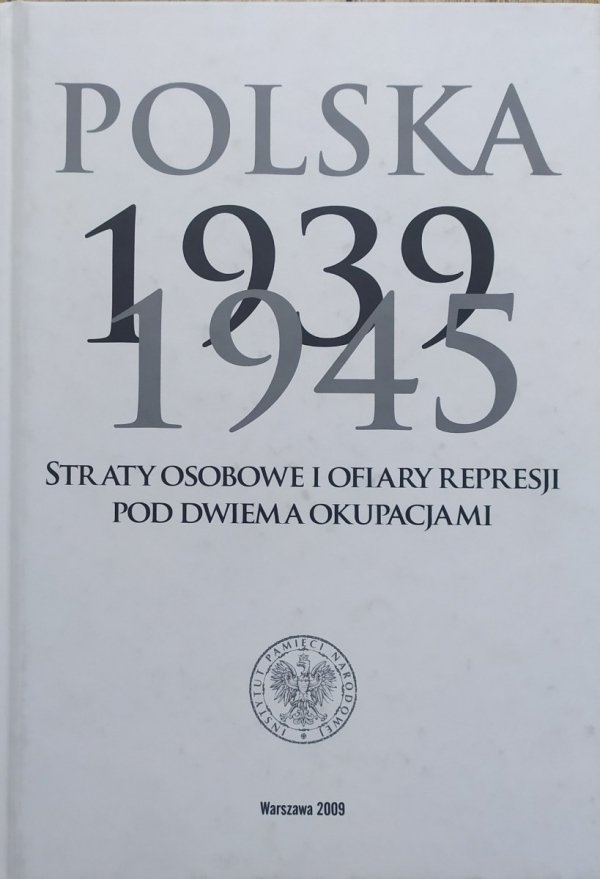 POLSKA
1939
1945
STRATY OSOBOWE I OFIARY REPRESJI
POD DWIEMA OKUPACJAMI
INSTYTUT PAMIĘCI NARODOWEJ
Warszawa 2009